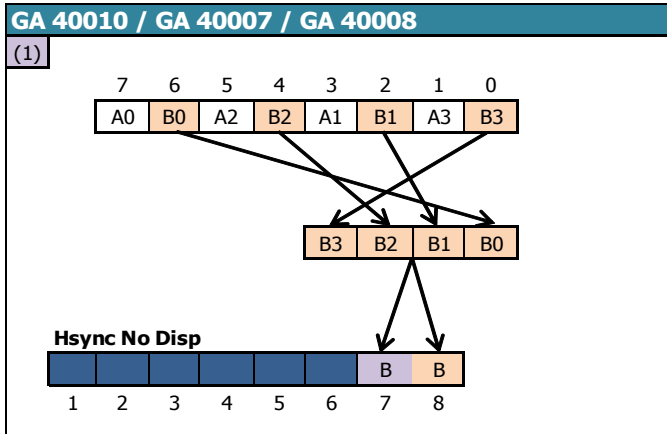 GA 40010 / GA 40007 / GA 40008
(1)
7 6 5 4 3 2 1 0
A0 B0 A2 B2 A1 B1 A3 B3
B3 B2 B1 B0
Hsync No Disp
B B
1 2 3 4 5 6 7 8